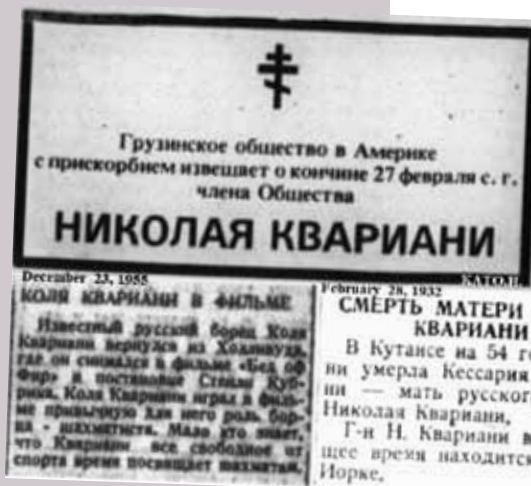 Грузинское общество в Америке
с прискорбием извещает о кончине 27 февраля с. г.
члена Общества
НИКОЛАЯ КВАРИАНИ
December 23, 1955
КОЛЯ КВАРИАНИ В ФИЛЬМЕ
Известный русский борец Коля
Квариани вернулся из Холливуда,
где он снимался в фильме «Бед оф
Фир» в постановке Стэнли Куб-
рика. Коля Квариани играл в филь-
ме привычную для него роль бор-
ца - шахматиста. Мало кто знает,
что Квариани все свободное от
спорта время посвящает шахматам.
February 28, 1932
СМЕРТЬ МАТЕРИ
КВАРИАНИ
В Кутаисе на 54 го
ни умерла Кессария
ни — мать русского
Николая Квариани.
Г-н Н. Квариани в
щее время находитс
Иорке.